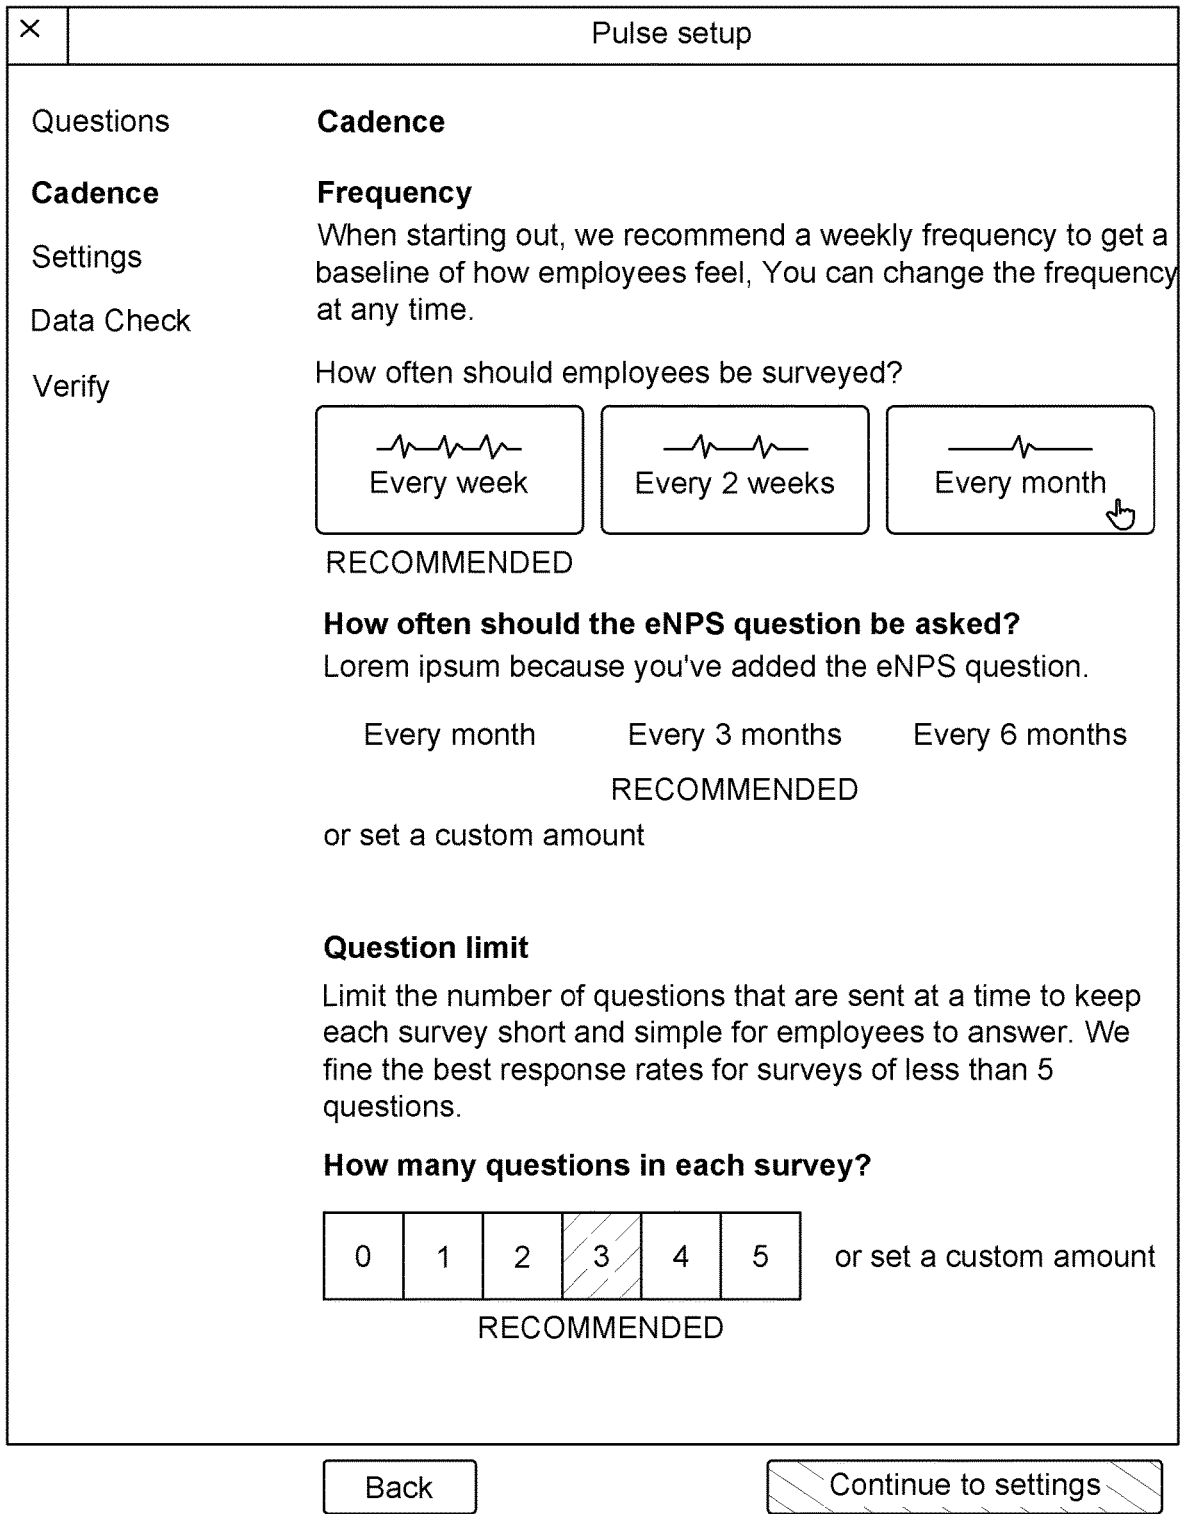 × Pulse setup
Questions
Cadence
Settings
Data Check
Verify
Cadence
Frequency
When starting out, we recommend a weekly frequency to get a
baseline of how employees feel, You can change the frequency
at any time.
How often should employees be surveyed?
Every week Every 2 weeks Every month
RECOMMENDED
How often should the eNPS question be asked?
Lorem ipsum because you've added the eNPS question.
Every month Every 3 months Every 6 months
RECOMMENDED
or set a custom amount
Question limit
Limit the number of questions that are sent at a time to keep
each survey short and simple for employees to answer. We
fine the best response rates for surveys of less than 5
questions.
How many questions in each survey?
0 1 2 3 4 5 or set a custom amount
RECOMMENDED
Back Continue to settings